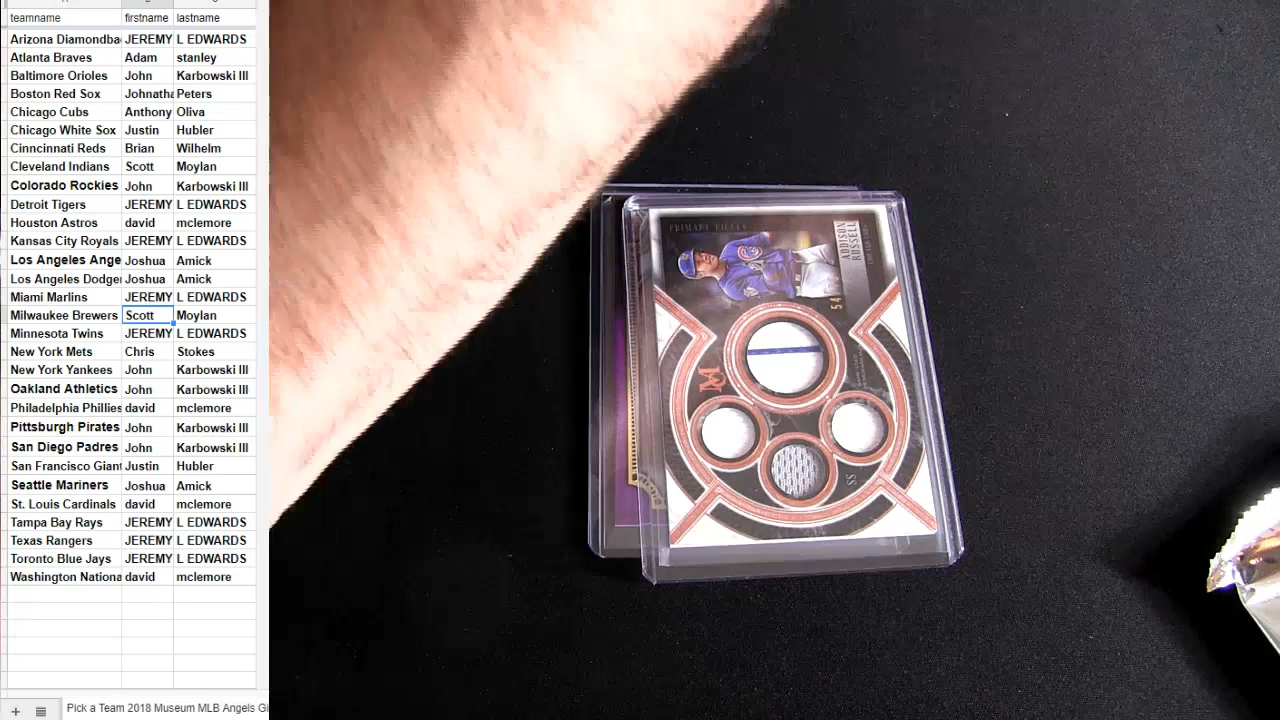 teamname firstname lastname
Arizona Diamondba JEREMY L EDWARDS
Atlanta Braves Adam stanley
Baltimore Orioles John Karbowski III
Boston Red Sox Johnatha Peters
Chicago Cubs Anthony Oliva
Chicago White Sox Justin Hubler
Cinncinnati Reds Brian Wilhelm
Cleveland Indians Scott Moylan
Colorado Rockies John Karbowski III
Detroit Tigers JEREMY L EDWARDS
Houston Astros david mclemore
Kansas City Royals JEREMY L EDWARDS
Los Angeles Ange Joshua Amick
Los Angeles Dodge Joshua Amick
Miami Marlins JEREMY L EDWARDS
Milwaukee Brewers Scott Moylan
Minnesota Twins JEREMY L EDWARDS
New York Mets Chris Stokes
New York Yankees John Karbowski III
Oakland Athletics John Karbowski III
Philadelphia Phillies david mclemore
Pittsburgh Pirates John Karbowski III
San Diego Padres John Karbowski III
San Francisco Giant Justin Hubler
Seattle Mariners Joshua Amick
St. Louis Cardinals david mclemore
Tampa Bay Rays JEREMY L EDWARDS
Texas Rangers JEREMY L EDWARDS
Toronto Blue Jays JEREMY L EDWARDS
Washington Nationa david mclemore
Pick a Team 2018 Museum MLB Angels Gi
PRIMARY PIECES
ADDISON
RUSSELL
M
SS